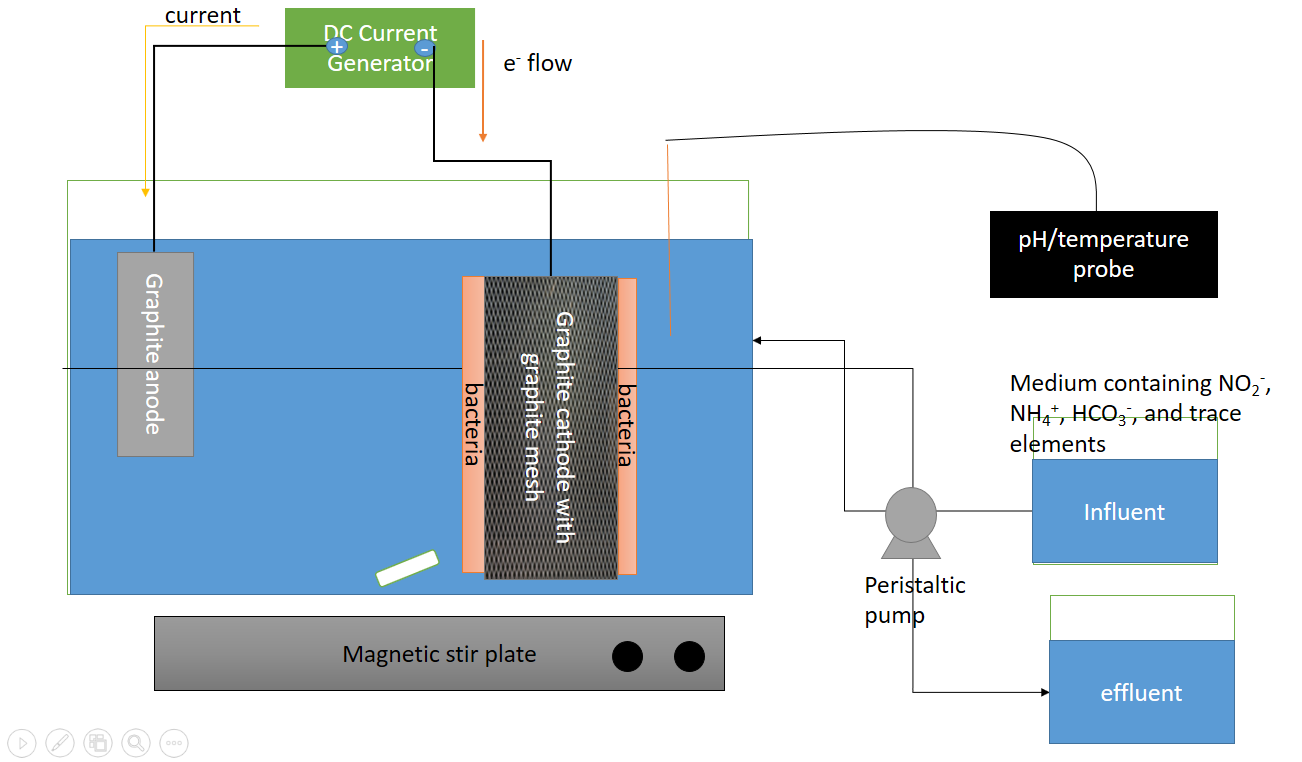 current
DC Current
Generator
+
-
e⁻ flow
pH/temperature
probe
Graphite anode
bacteria
Graphite cathode with
graphite mesh
bacteria
Medium containing NO₂⁻,
NH₄⁺, HCO₃⁻, and trace
elements
Influent
Peristaltic
pump
Magnetic stir plate
effluent